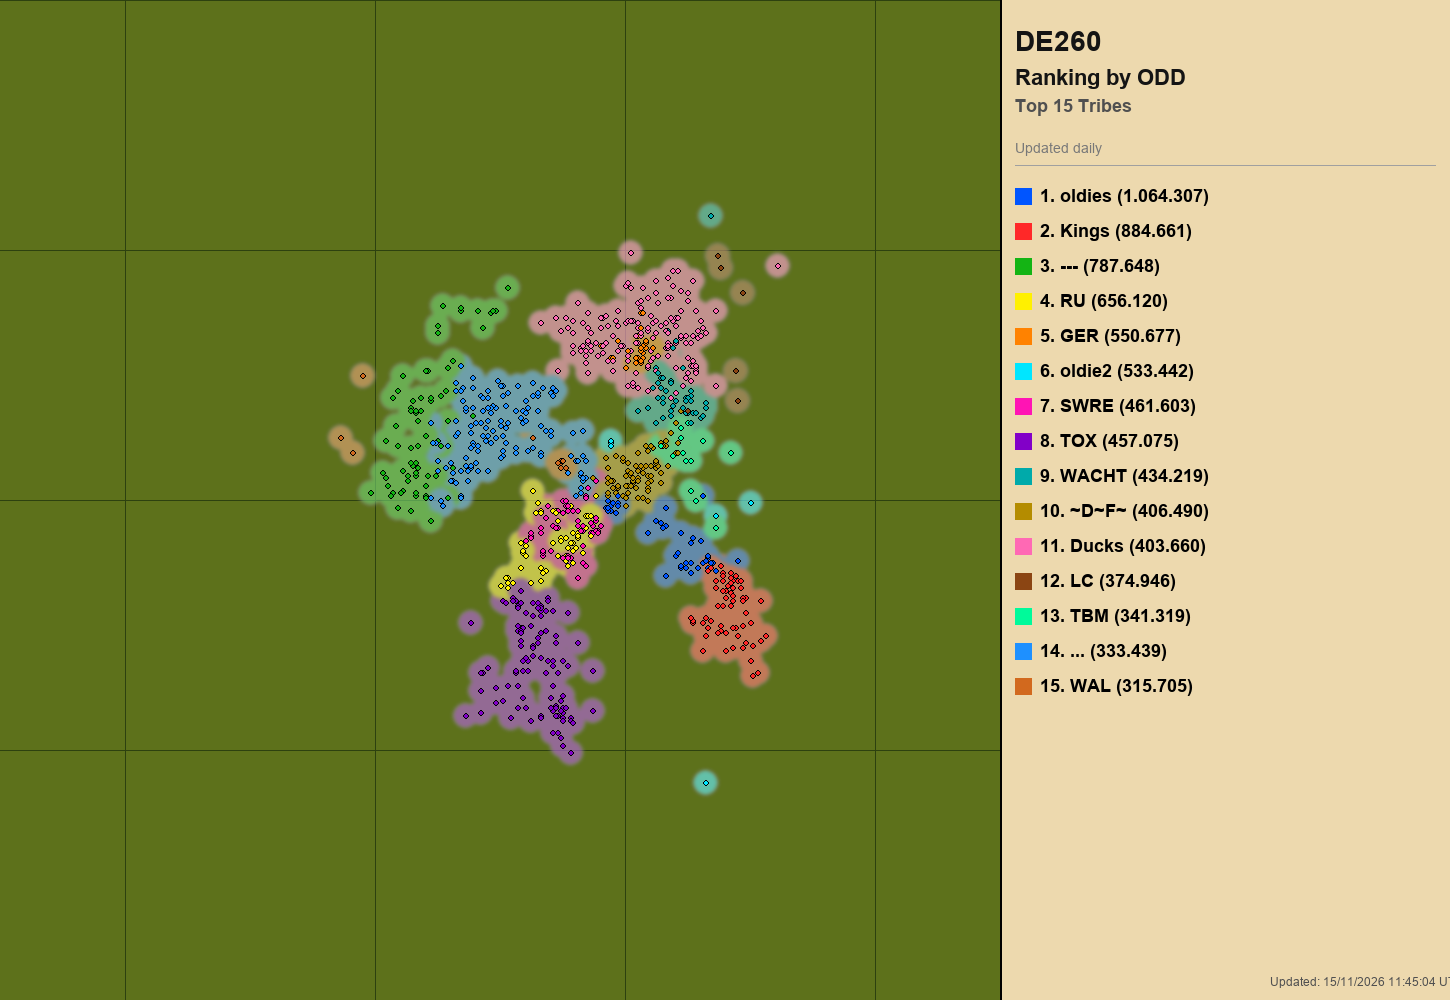 DE260
Ranking by ODD
Top 15 Tribes
Updated daily
1. oldies (1.064.307)
2. Kings (884.661)
3. --- (787.648)
4. RU (656.120)
5. GER (550.677)
6. oldie2 (533.442)
7. SWRE (461.603)
8. TOX (457.075)
9. WACHT (434.219)
10. ~D~F~ (406.490)
11. Ducks (403.660)
12. LC (374.946)
13. TBM (341.319)
14. ... (333.439)
15. WAL (315.705)
Updated: 15/11/2026 11:45:04 U